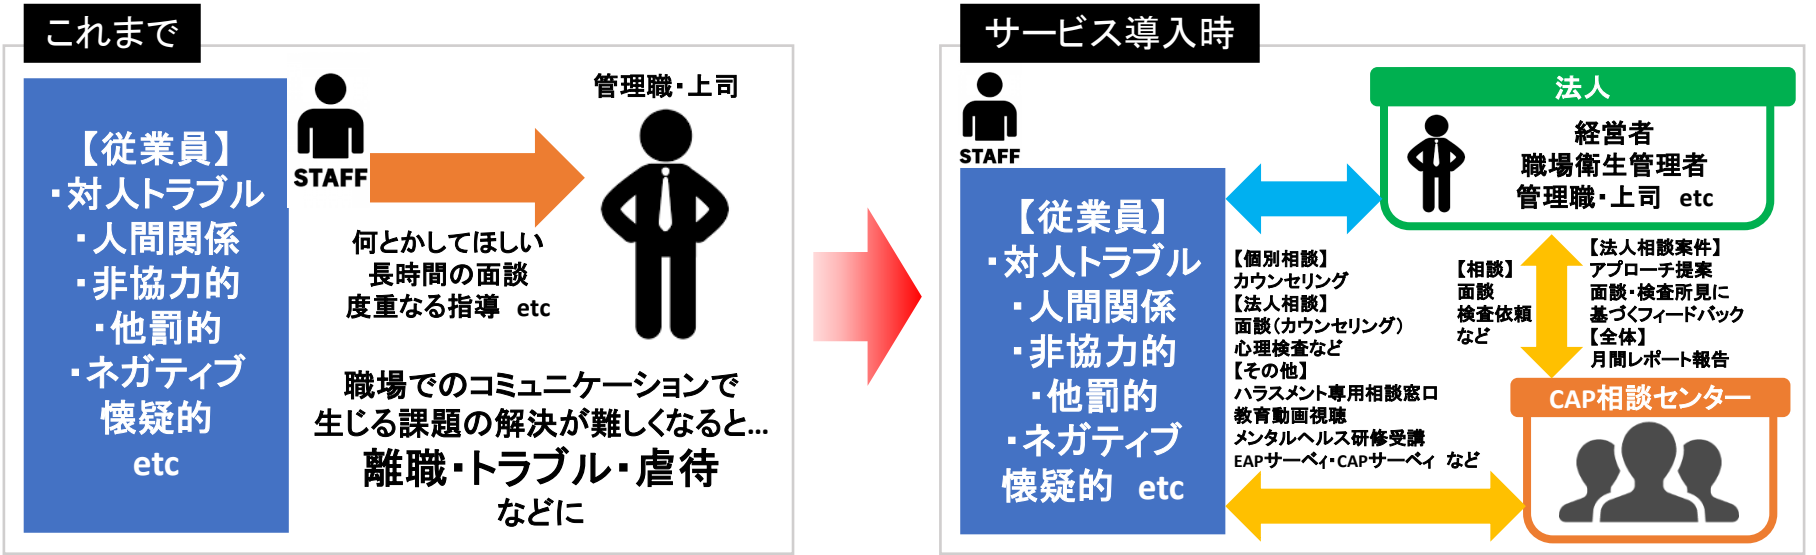 これまで
【従業員】
・対人トラブル
・人間関係
・非協力的
・他罰的
・ネガティブ
懐疑的
etc
STAFF
管理職・上司
何とかしてほしい
長時間の面談
度重なる指導 etc
職場でのコミュニケーションで
生じる課題の解決が難しくなると...
離職・トラブル・虐待
などに
サービス導入時
STAFF
【従業員】
・対人トラブル
・人間関係
・非協力的
・他罰的
・ネガティブ
懐疑的 etc
法人
経営者
職場衛生管理者
管理職・上司 etc
【個別相談】
カウンセリング
【法人相談】
面談(カウンセリング)
心理検査など
【その他】
ハラスメント専用相談窓口
教育動画視聴
メンタルヘルス研修受講
EAPサーベイ・CAPサーベイ など
【相談】
面談
検査依頼
など
【法人相談案件】
アプローチ提案
面談・検査所見に
基づくフィードバック
【全体】
月間レポート報告
CAP相談センター